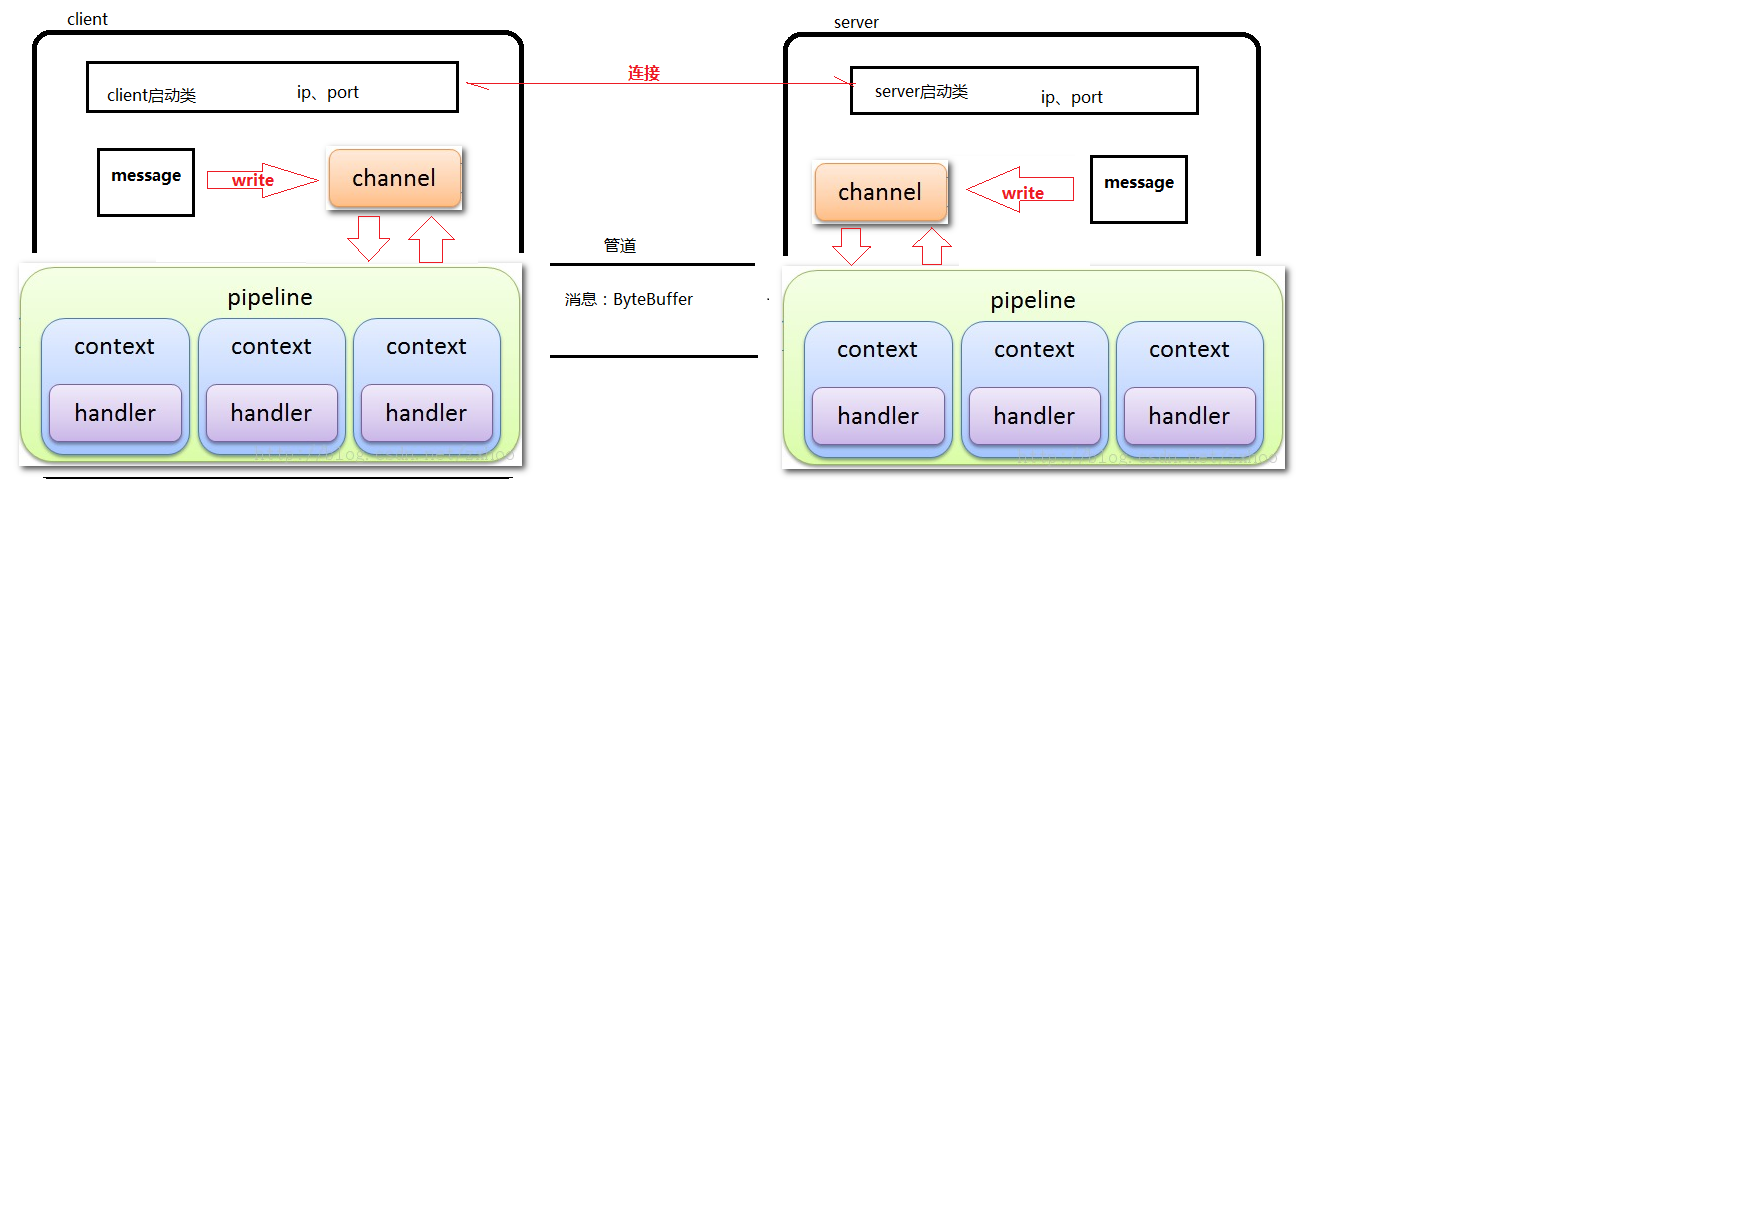 client
server
client启动类
ip、port
连接
server启动类
ip、port
message
write
channel
channel
write
message
管道
消息：ByteBuffer
pipeline
context
context
context
handler
handler
handler
pipeline
context
context
context
handler
handler
handler